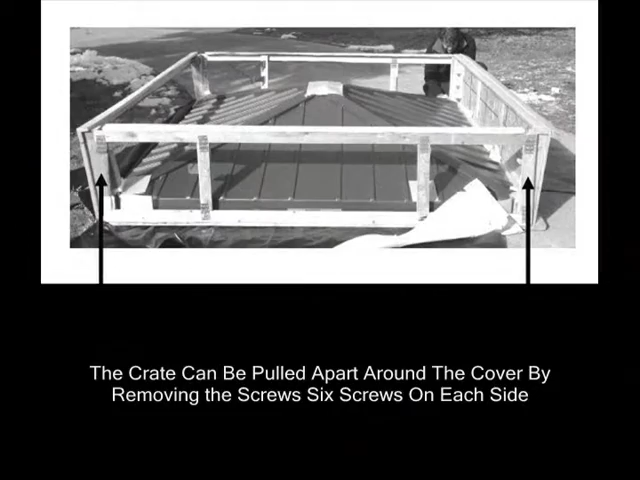 The Crate Can Be Pulled Apart Around The Cover By
Removing the Screws Six Screws On Each Side